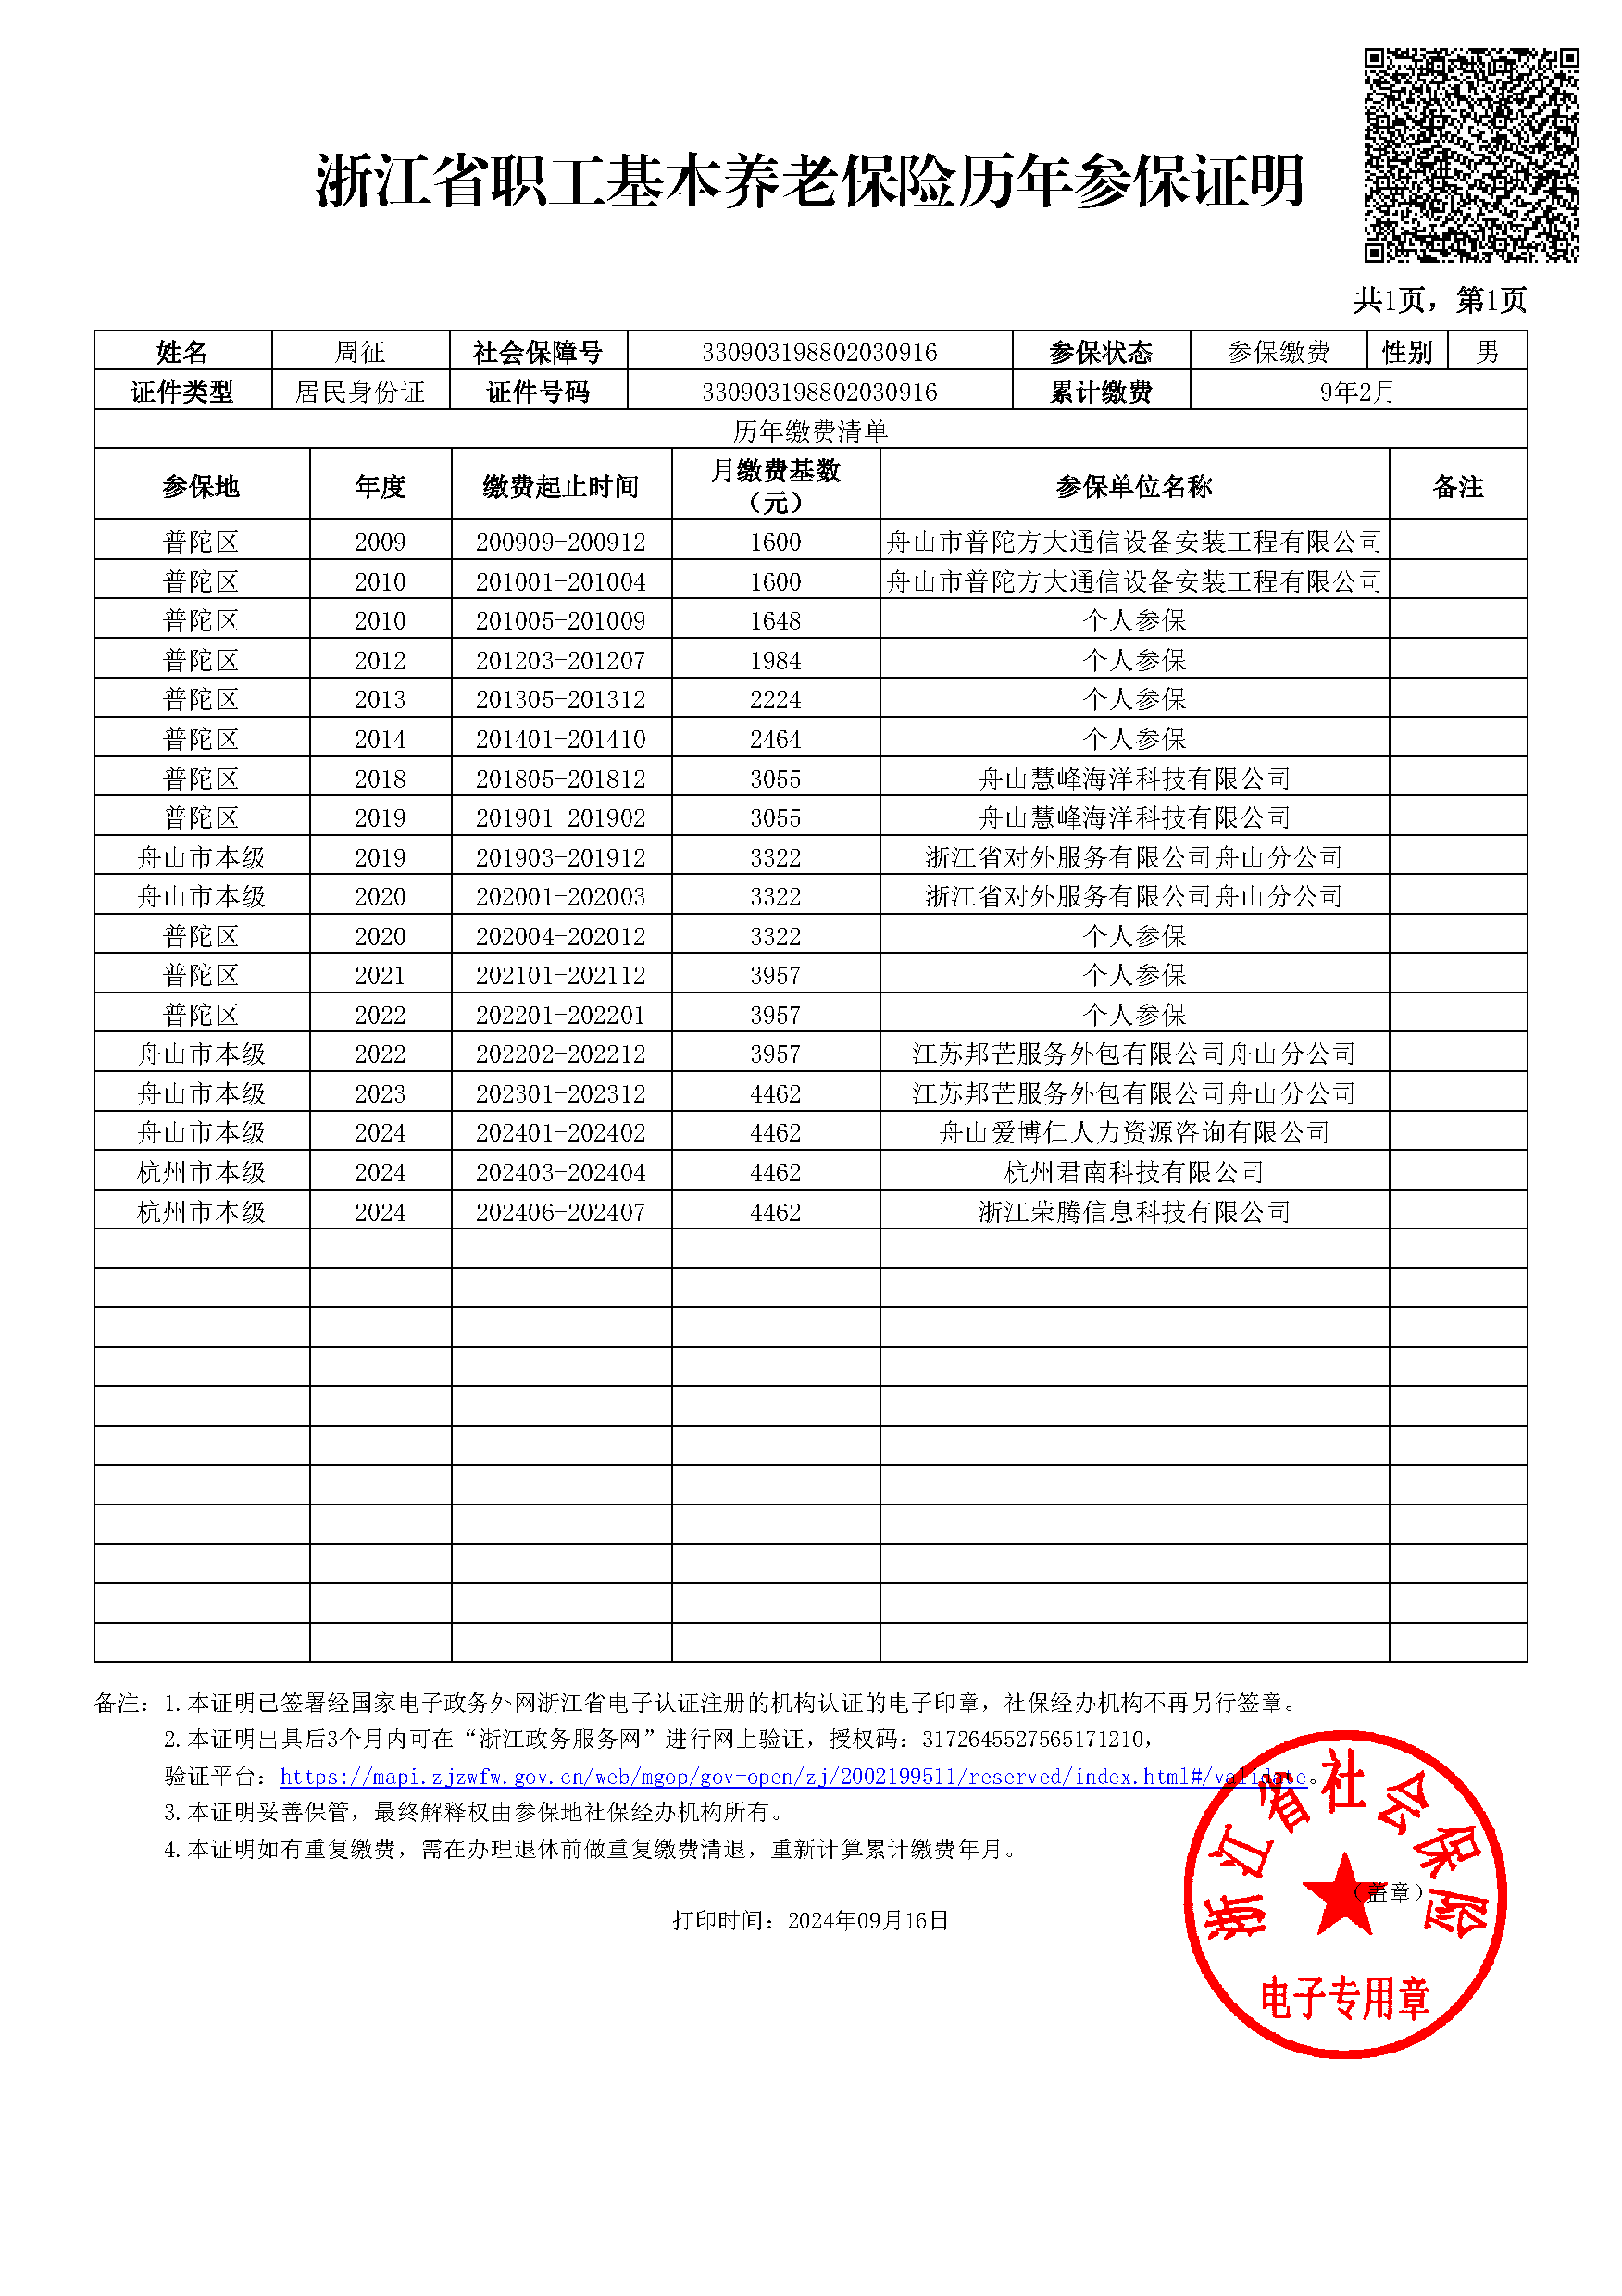 浙江省职工基本养老保险历年参保证明
共1页，第1页
姓名 周征 社会保障号 330903198802030916 参保状态 参保缴费 性别 男
证件类型 居民身份证 证件号码 330903198802030916 累计缴费 9年2月
历年缴费清单
参保地 年度 缴费起止时间 月缴费基数（元） 参保单位名称 备注
普陀区 2009 200909-200912 1600 舟山市普陀方大通信设备安装工程有限公司
普陀区 2010 201001-201004 1600 舟山市普陀方大通信设备安装工程有限公司
普陀区 2010 201005-201009 1648 个人参保
普陀区 2012 201203-201207 1984 个人参保
普陀区 2013 201305-201312 2224 个人参保
普陀区 2014 201401-201410 2464 个人参保
普陀区 2018 201805-201812 3055 舟山慧峰海洋科技有限公司
普陀区 2019 201901-201902 3055 舟山慧峰海洋科技有限公司
舟山市本级 2019 201903-201912 3322 浙江省对外服务有限公司舟山分公司
舟山市本级 2020 202001-202003 3322 浙江省对外服务有限公司舟山分公司
普陀区 2020 202004-202012 3322 个人参保
普陀区 2021 202101-202112 3957 个人参保
普陀区 2022 202201-202201 3957 个人参保
舟山市本级 2022 202202-202212 3957 江苏邦芒服务外包有限公司舟山分公司
舟山市本级 2023 202301-202312 4462 江苏邦芒服务外包有限公司舟山分公司
舟山市本级 2024 202401-202402 4462 舟山爱博仁人力资源咨询有限公司
杭州市本级 2024 202403-202404 4462 杭州君南科技有限公司
杭州市本级 2024 202406-202407 4462 浙江荣腾信息科技有限公司
备注：1.本证明已签署经国家电子政务外网浙江省电子认证注册的机构认证的电子印章，社保经办机构不再另行签章。
2.本证明出具后3个月内可在“浙江政务服务网”进行网上验证，授权码：3172645527565171210，
验证平台：https://mapi.zjzwfw.gov.cn/web/mgop/gov-open/zj/2002199511/reserved/index.html#/validate。
3.本证明妥善保管，最终解释权由参保地社保经办机构所有。
4.本证明如有重复缴费，需在办理退休前做重复缴费清退，重新计算累计缴费年月。
（盖章）
打印时间：2024年09月16日
浙江省社会保险
电子专用章